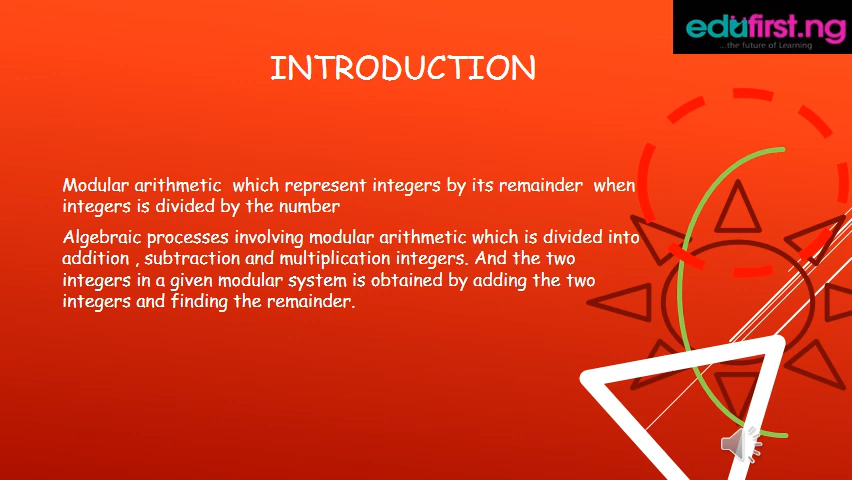 edufirst.ng
...the future of Learning
INTRODUCTION
Modular arithmetic which represent integers by its remainder when
integers is divided by the number
Algebraic processes involving modular arithmetic which is divided into
addition , subtraction and multiplication integers. And the two
integers in a given modular system is obtained by adding the two
integers and finding the remainder.